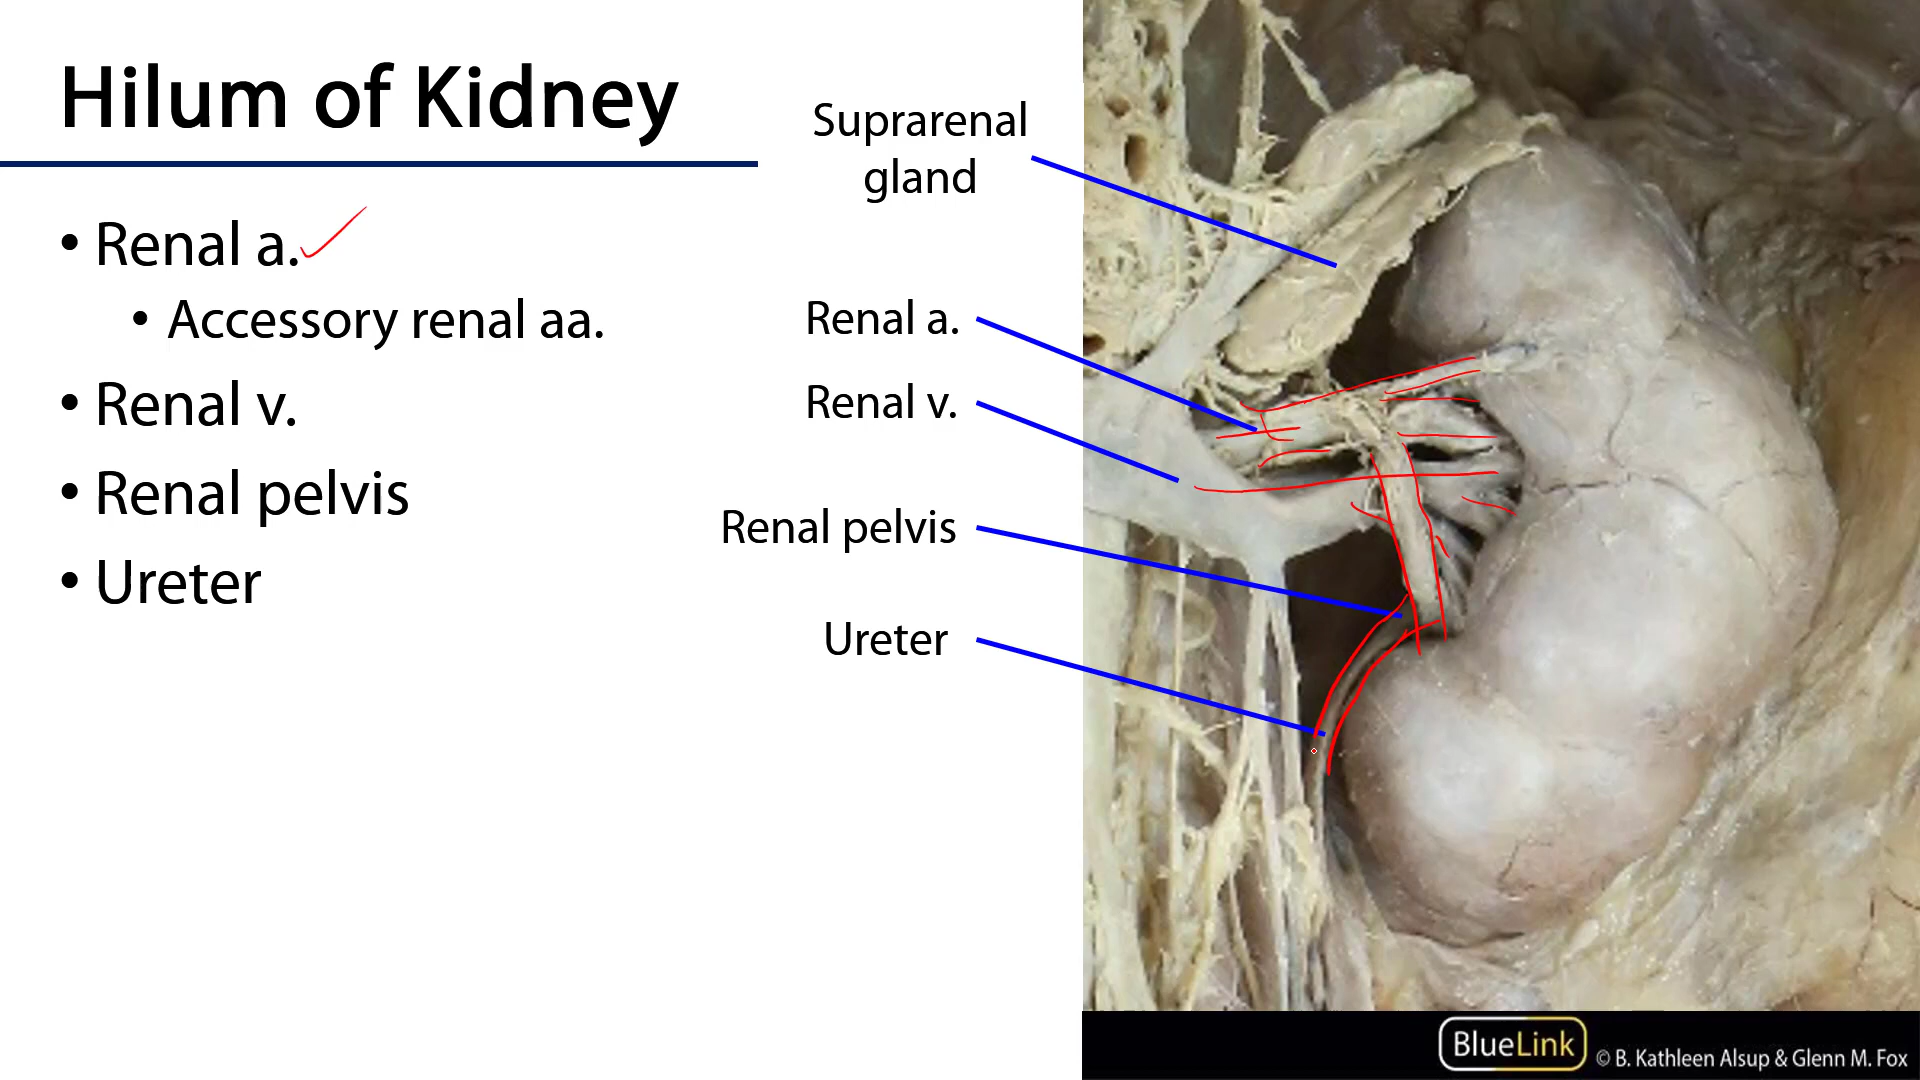 Hilum of Kidney
• Renal a.
• Accessory renal aa.
• Renal v.
• Renal pelvis
• Ureter
Suprarenal
gland
Renal a.
Renal v.
Renal pelvis
Ureter
BlueLink
© B. Kathleen Alsup & Glenn M. Fox